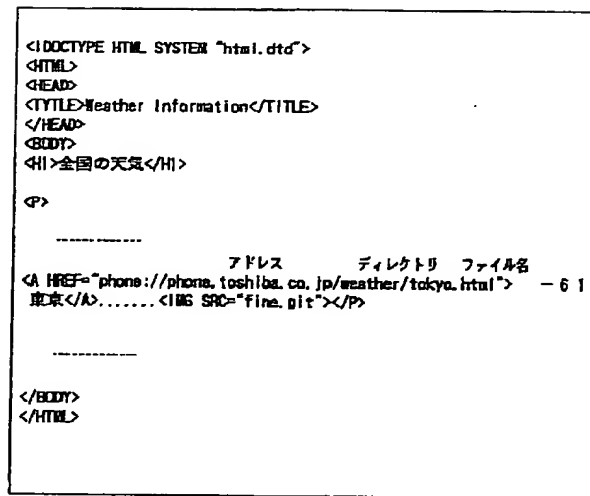 <!DOCTYPE HTML SYSTEM "html.dtd">
<HTML>
<HEAD>
<TYTLE>Weather Information</TITLE>
</HEAD>
<BODY>
<H1>全国の天気</H1>
<P>
--------------
アドレス ディレクトリ ファイル名
<A HREF="phone://phone.toshiba.co.jp/weather/tokyo.html"> －61
東京</A>.......<IMG SRC="fine.git"></P>
--------------
</BODY>
</HTML>